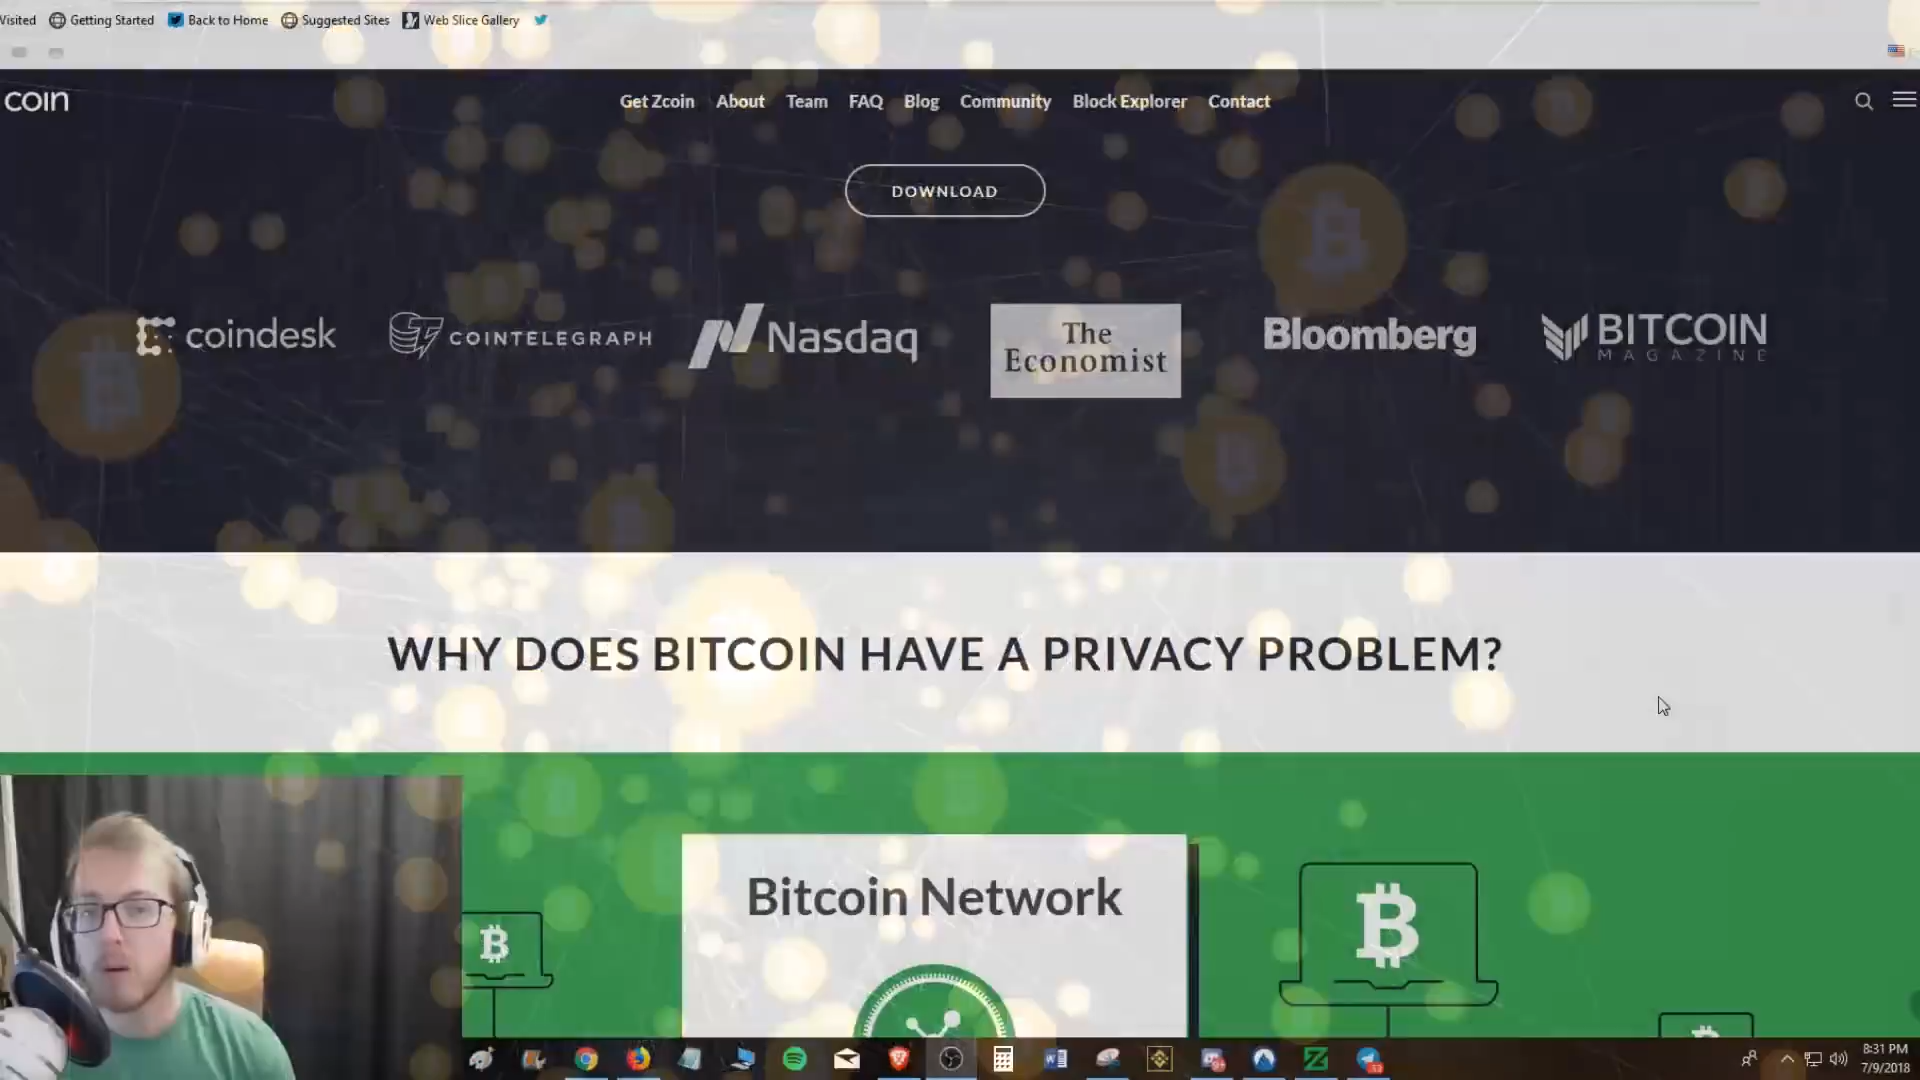 Visited Getting Started Back to Home Suggested Sites Web Slice Gallery
coin Get Zcoin About Team FAQ Blog Community Block Explorer Contact
DOWNLOAD
coindesk COINTELEGRAPH Nasdaq The Economist Bloomberg BITCOIN MAGAZINE
WHY DOES BITCOIN HAVE A PRIVACY PROBLEM?
Bitcoin Network
8:31 PM
7/9/2018